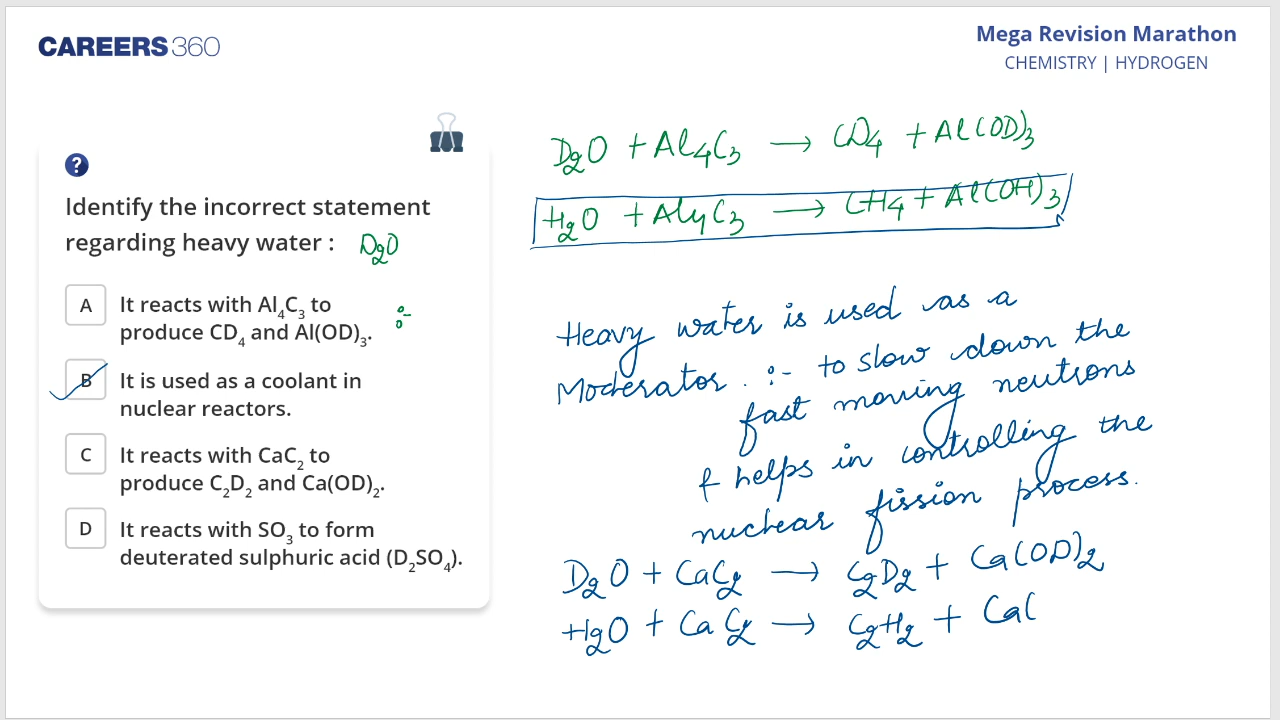 CAREERS360
Mega Revision Marathon
CHEMISTRY | HYDROGEN
?
Identify the incorrect statement
regarding heavy water : D₂O
A It reacts with Al₄C₃ to
produce CD₄ and Al(OD)₃.
B It is used as a coolant in
nuclear reactors.
C It reacts with CaC₂ to
produce C₂D₂ and Ca(OD)₂.
D It reacts with SO₃ to form
deuterated sulphuric acid (D₂SO₄).
D₂O + Al₄C₃ → CD₄ + Al(OD)₃
H₂O + Al₄C₃ → CH₄ + Al(OH)₃
Heavy water is used as a
Moderator. :- to slow down the
fast moving neutrons
& helps in controlling the
nuclear fission process.
D₂O + CaC₂ → C₂D₂ + Ca(OD)₂
H₂O + CaC₂ → C₂H₂ + Ca(